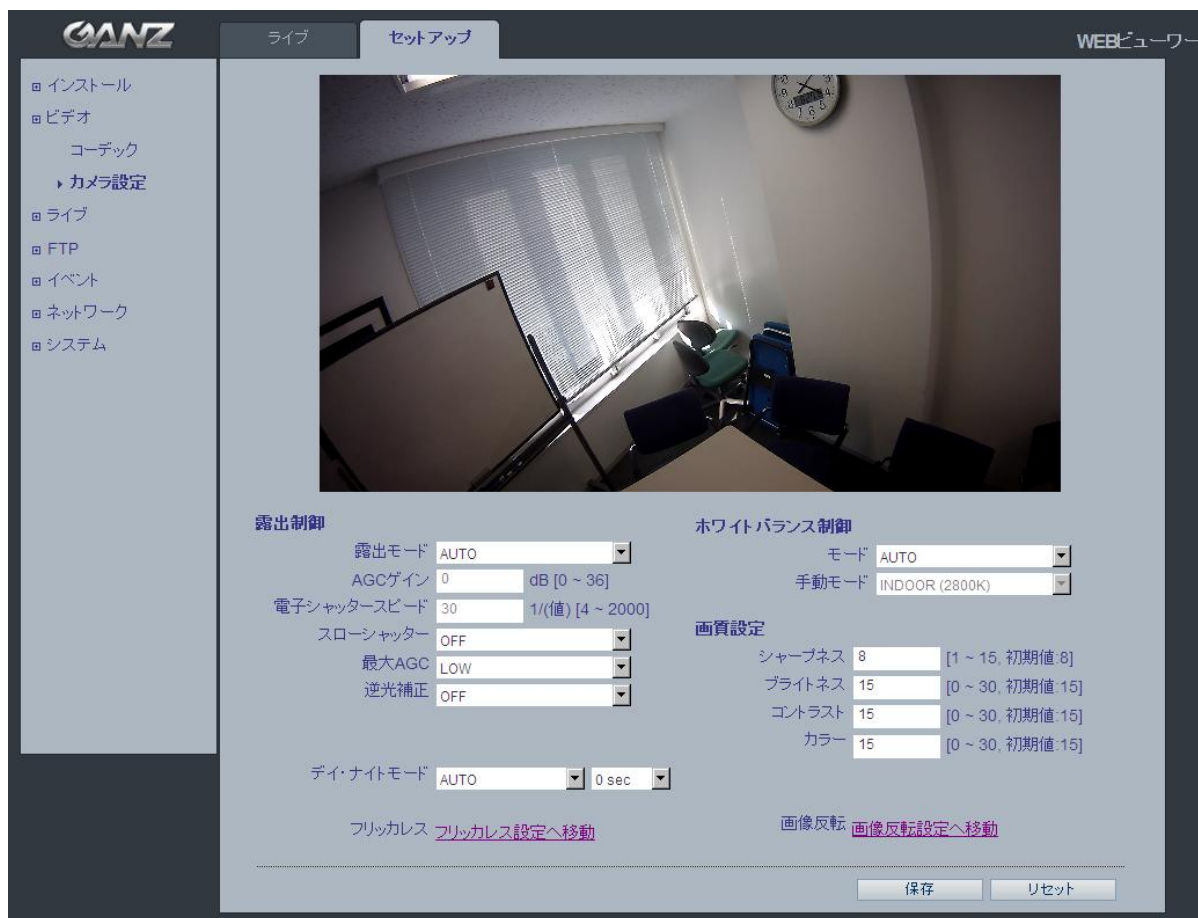 GANZ
ライブ
セットアップ
WEBビューワー
インストール
ビデオ
コーデック
カメラ設定
ライブ
FTP
イベント
ネットワーク
システム
露出制御
露出モード AUTO
AGCゲイン 0 dB [0 ~ 36]
電子シャッタースピード 30 1/(値) [4 ~ 2000]
スローシャッター OFF
最大AGC LOW
逆光補正 OFF
デイ・ナイトモード AUTO 0 sec
フリッカレス フリッカレス設定へ移動
ホワイトバランス制御
モード AUTO
手動モード INDOOR (2800K)
画質設定
シャープネス 8 [1 ~ 15, 初期値:8]
ブライトネス 15 [0 ~ 30, 初期値:15]
コントラスト 15 [0 ~ 30, 初期値:15]
カラー 15 [0 ~ 30, 初期値:15]
画像反転 画像反転設定へ移動
保存
リセット